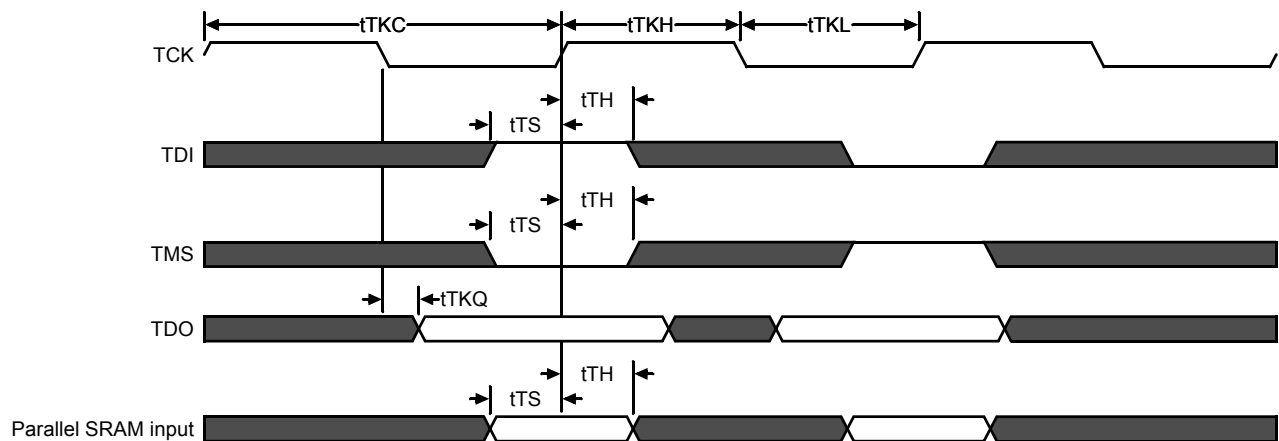 tTKC
tTKH
tTKL
TCK
tTH
tTS
TDI
tTH
tTS
TMS
tTKQ
TDO
tTH
tTS
Parallel SRAM input